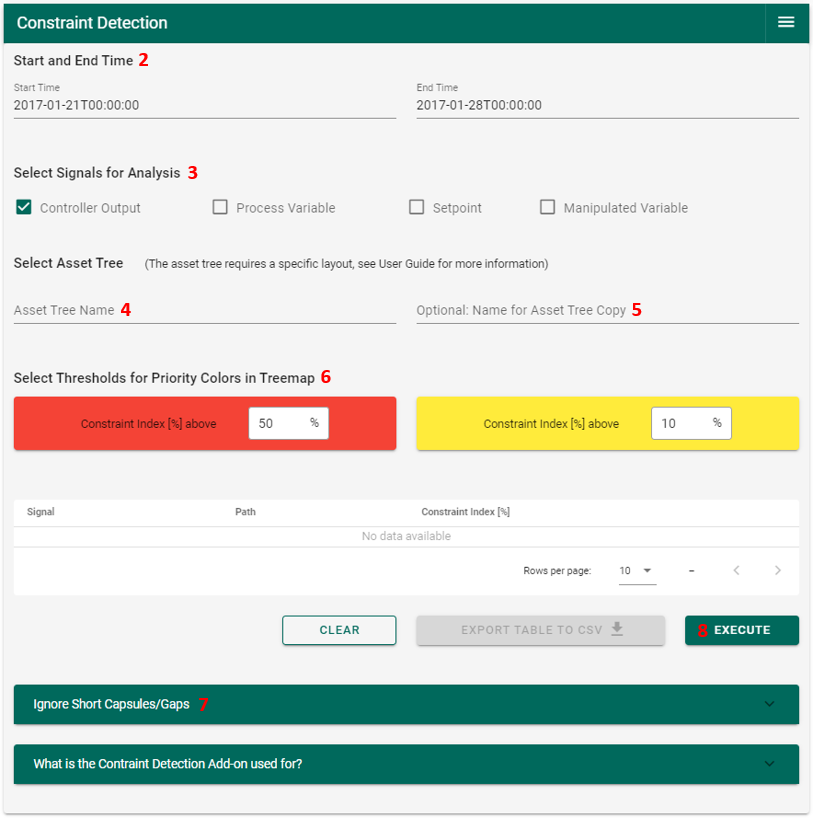 Constraint Detection
Start and End Time 2
Start Time End Time
2017-01-21T00:00:00 2017-01-28T00:00:00
Select Signals for Analysis 3
Controller Output Process Variable Setpoint Manipulated Variable
Select Asset Tree (The asset tree requires a specific layout, see User Guide for more information)
Asset Tree Name 4 Optional: Name for Asset Tree Copy 5
Select Thresholds for Priority Colors in Treemap 6
Constraint Index [%] above 50 % Constraint Index [%] above 10 %
Signal Path Constraint Index [%]
No data available
Rows per page: 10 –
CLEAR EXPORT TABLE TO CSV 8 EXECUTE
Ignore Short Capsules/Gaps 7
What is the Contraint Detection Add-on used for?